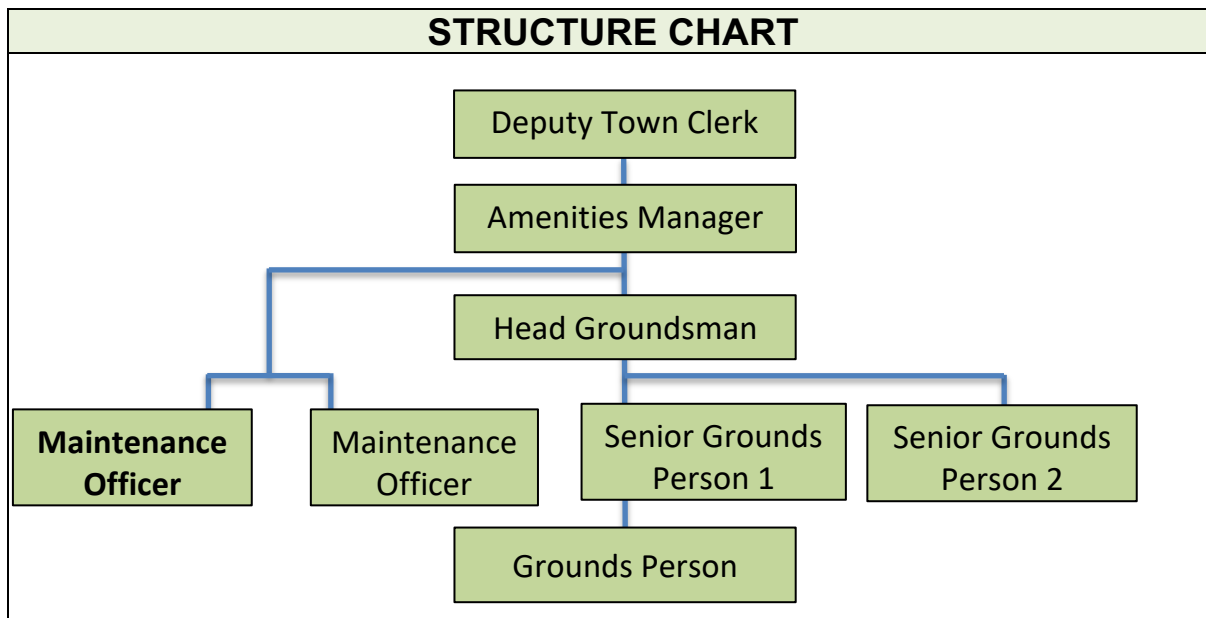 STRUCTURE CHART
Deputy Town Clerk
Amenities Manager
Head Groundsman
Maintenance
Officer
Maintenance
Officer
Senior Grounds
Person 1
Senior Grounds
Person 2
Grounds Person